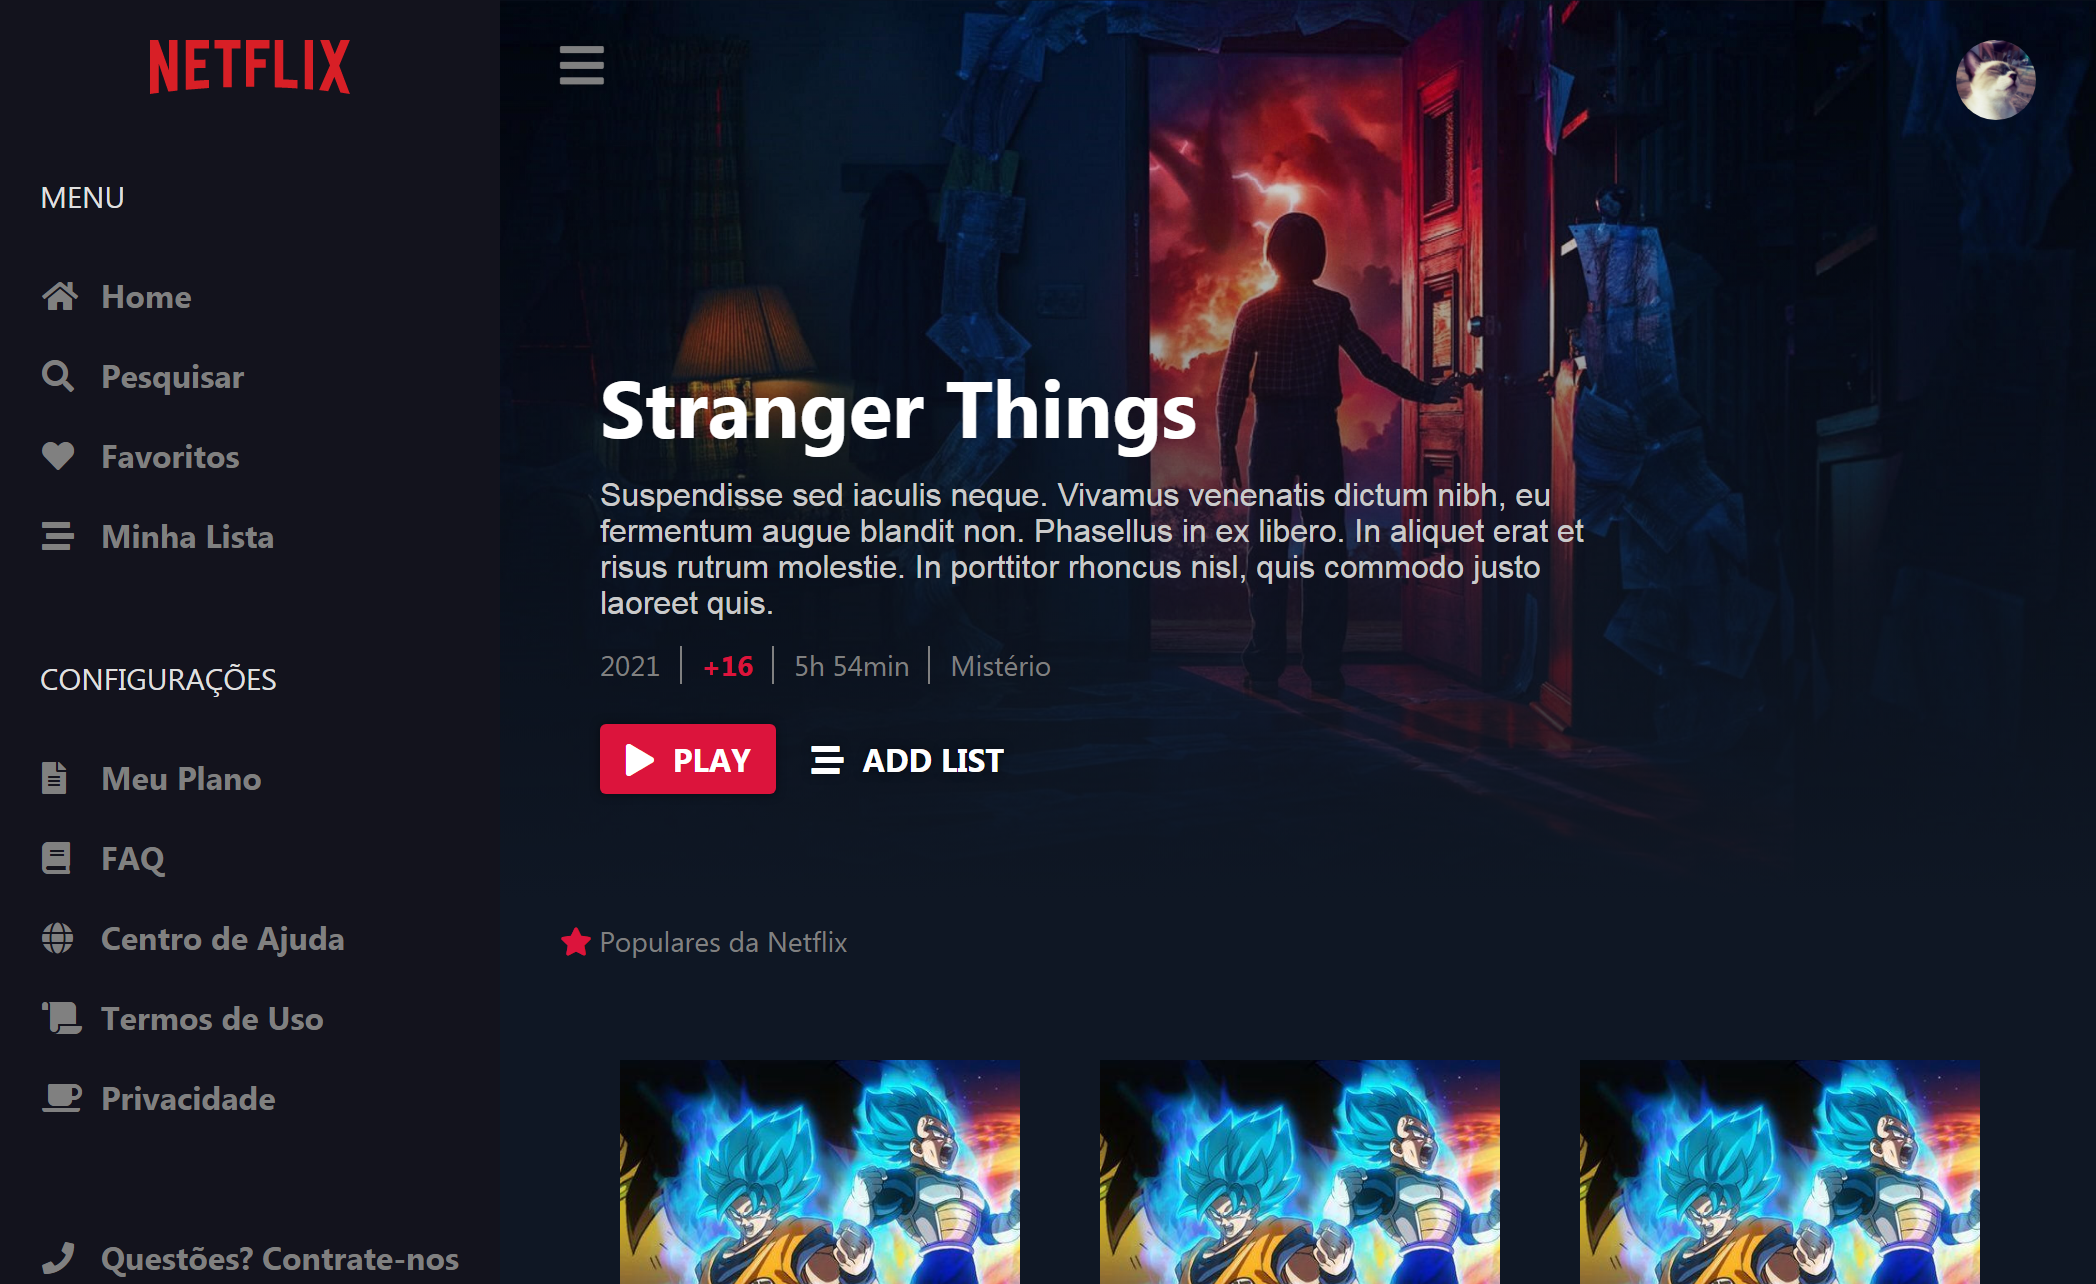 NETFLIX
MENU
Home
Pesquisar
Favoritos
Minha Lista
CONFIGURAÇÕES
Meu Plano
FAQ
Centro de Ajuda
Termos de Uso
Privacidade
Questões? Contrate-nos
Stranger Things
Suspendisse sed iaculis neque. Vivamus venenatis dictum nibh, eu
fermentum augue blandit non. Phasellus in ex libero. In aliquet erat et
risus rutrum molestie. In porttitor rhoncus nisl, quis commodo justo
laoreet quis.
2021 | +16 | 5h 54min | Mistério
PLAY ADD LIST
Populares da Netflix